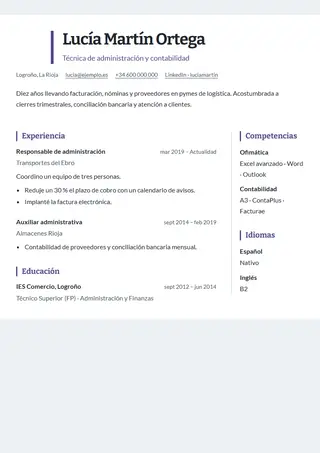 Lucía Martín Ortega
Técnica de administración y contabilidad
Logroño, La Rioja lucia@ejemplo.es +34 600 000 000 LinkedIn · luciamartin
Diez años llevando facturación, nóminas y proveedores en pymes de logística. Acostumbrada a
cierres trimestrales, conciliación bancaria y atención a clientes.
Experiencia
Responsable de administración mar 2019 – Actualidad
Transportes del Ebro
Coordino un equipo de tres personas.
• Reduje un 30 % el plazo de cobro con un calendario de avisos.
• Implanté la factura electrónica.
Auxiliar administrativa sept 2014 – feb 2019
Almacenes Rioja
• Contabilidad de proveedores y conciliación bancaria mensual.
Educación
IES Comercio, Logroño sept 2012 – jun 2014
Técnico Superior (FP) · Administración y Finanzas
Competencias
Ofimática
Excel avanzado · Word
· Outlook
Contabilidad
A3 · ContaPlus ·
Facturae
Idiomas
Español
Nativo
Inglés
B2